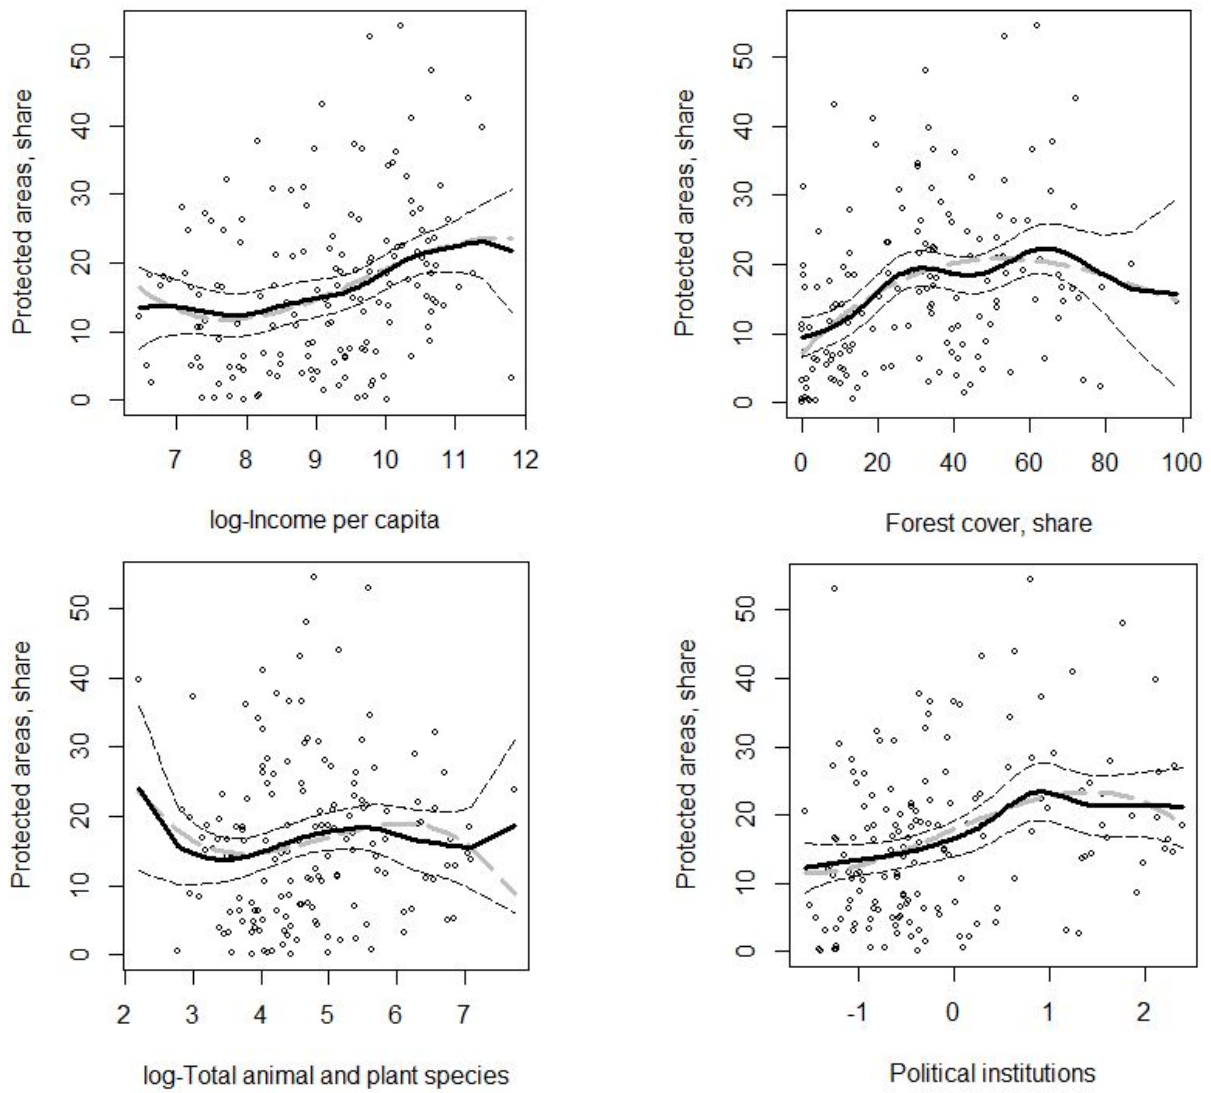 Protected areas, share
50
40
30
20
10
0
7 8 9 10 11 12
log-Income per capita
Protected areas, share
50
40
30
20
10
0
0 20 40 60 80 100
Forest cover, share
Protected areas, share
50
40
30
20
10
0
2 3 4 5 6 7
log-Total animal and plant species
Protected areas, share
50
40
30
20
10
0
-1 0 1 2
Political institutions